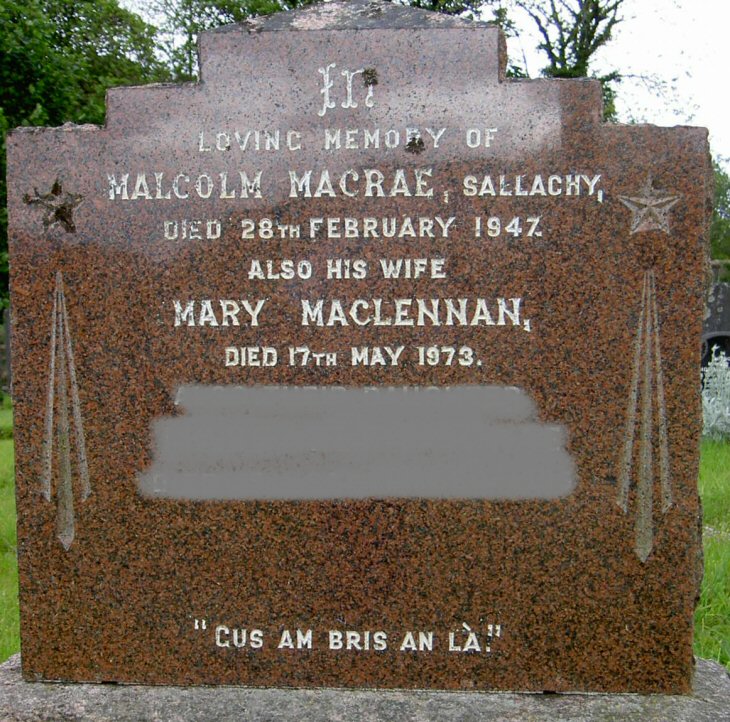 In
LOVING MEMORY OF
MALCOLM MACRAE, SALLACHY,
DIED 28TH FEBRUARY 1947.
ALSO HIS WIFE
MARY MACLENNAN,
DIED 17TH MAY 1973.
"GUS AM BRIS AN LÀ."